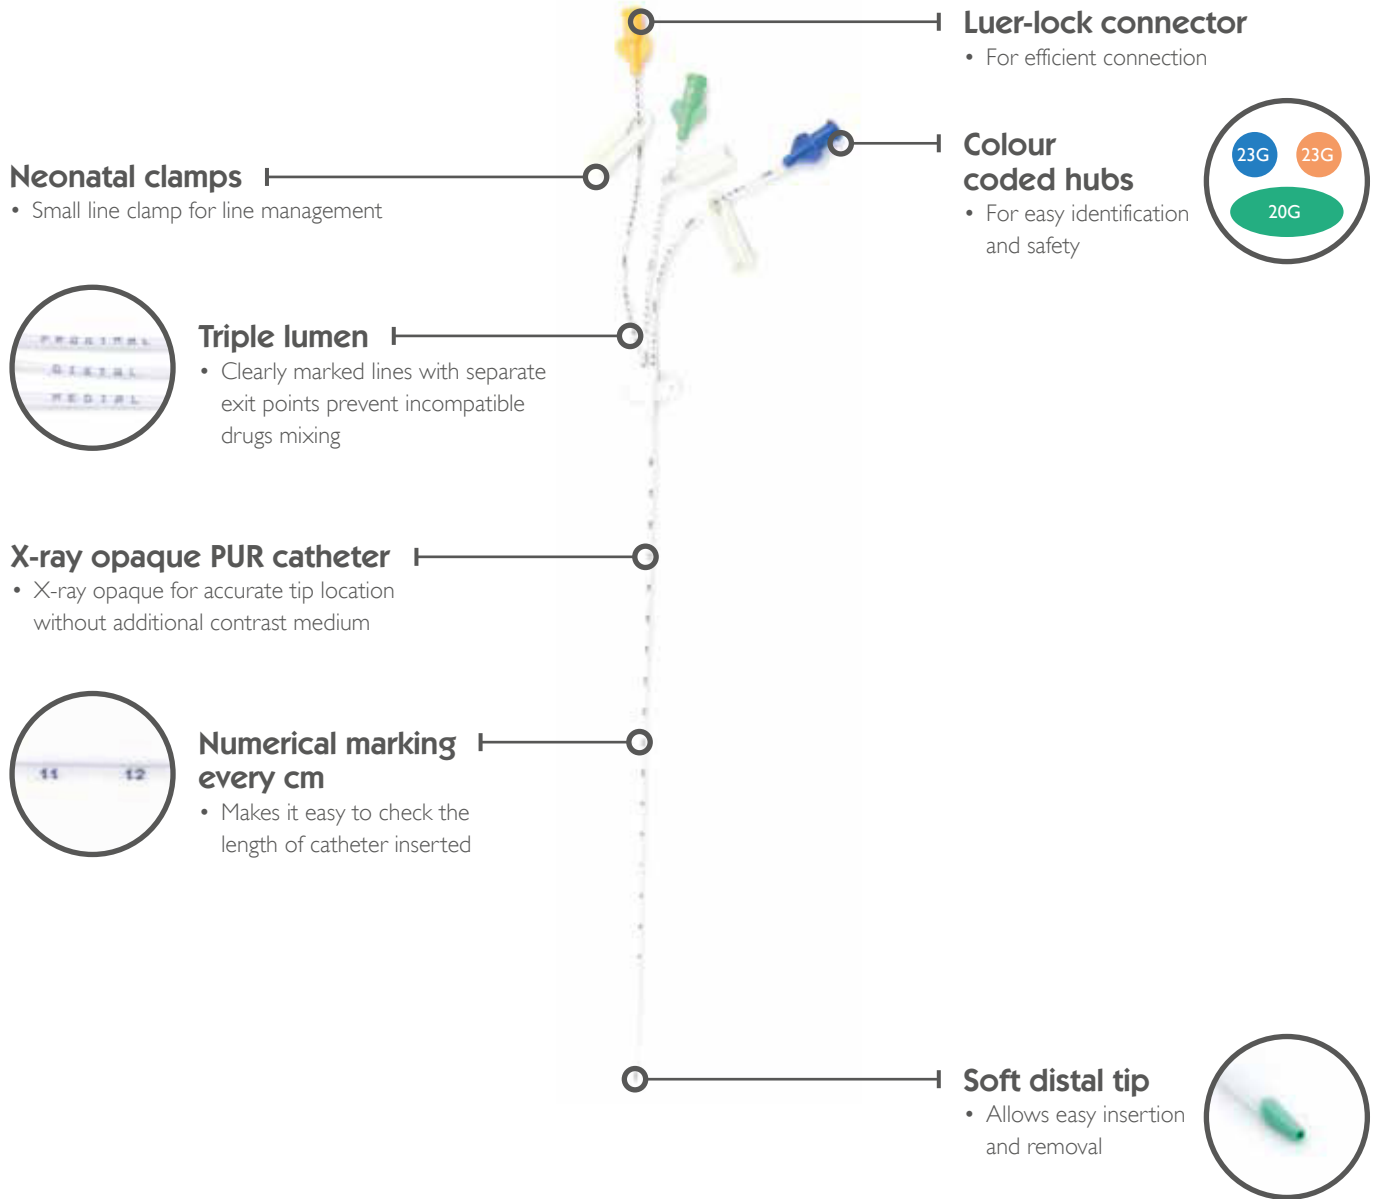 Luer-lock connector
• For efficient connection
Colour
coded hubs
• For easy identification
and safety
23G 23G
20G
Neonatal clamps
• Small line clamp for line management
PROXIMAL
DISTAL
MEDIAL
Triple lumen
• Clearly marked lines with separate
exit points prevent incompatible
drugs mixing
X-ray opaque PUR catheter
• X-ray opaque for accurate tip location
without additional contrast medium
11 12
Numerical marking
every cm
• Makes it easy to check the
length of catheter inserted
Soft distal tip
• Allows easy insertion
and removal